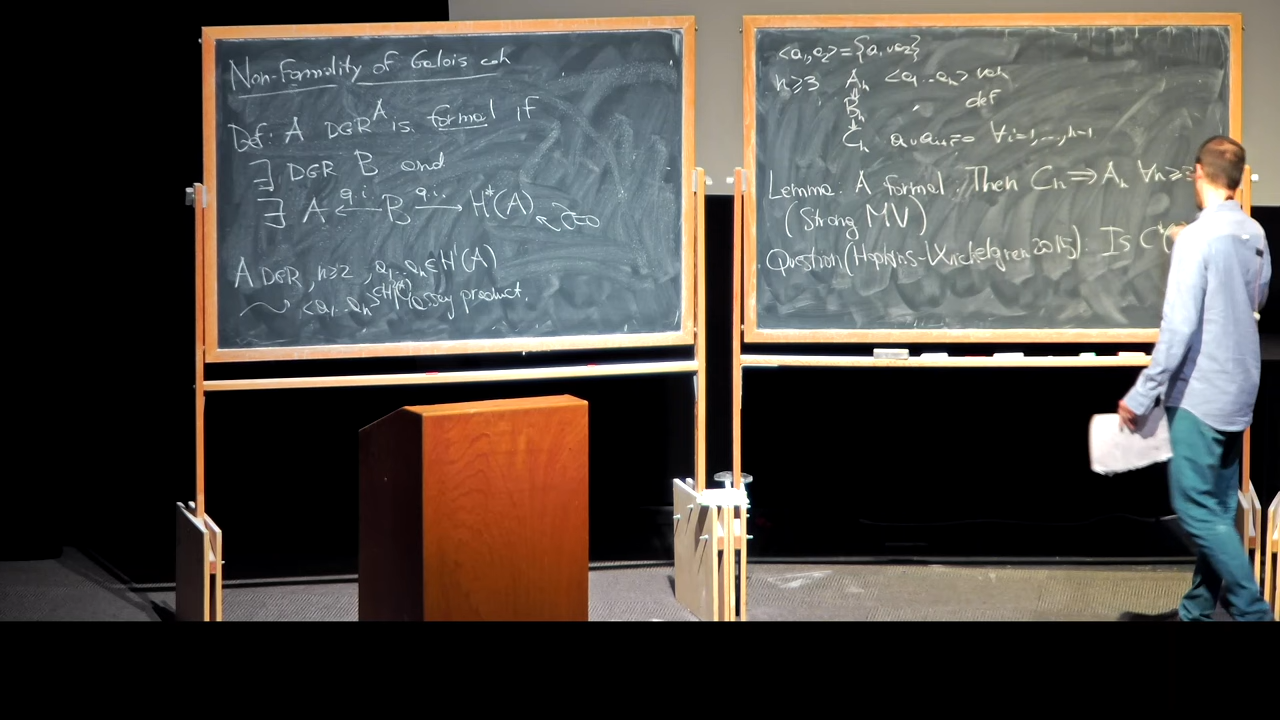 Non-Formality of Galois coh
Def: A DGR A is formal if
∃ DGR B and
∃ A ←q.i. B q.i.→ H*(A) ↖ ∂=0
A DGR, n≥2, a₁...aₙ ∈ H¹(A)
⇝ <a₁...aₙ> ⊂ H²(A) Massey product.
<a₁,a₂> = {a₁∪a₂}
n≥3 Aₙ <a₁...aₙ> van
⇓
Bₙ def
⇓
Cₙ aᵢ∪aᵢ₊₁=0 ∀i=1,...,n-1
Lemma. A formal. Then Cₙ ⇒ Aₙ ∀n≥3
(Strong MV)
Question (Hopkins-Wickelgren 2015). Is C*(